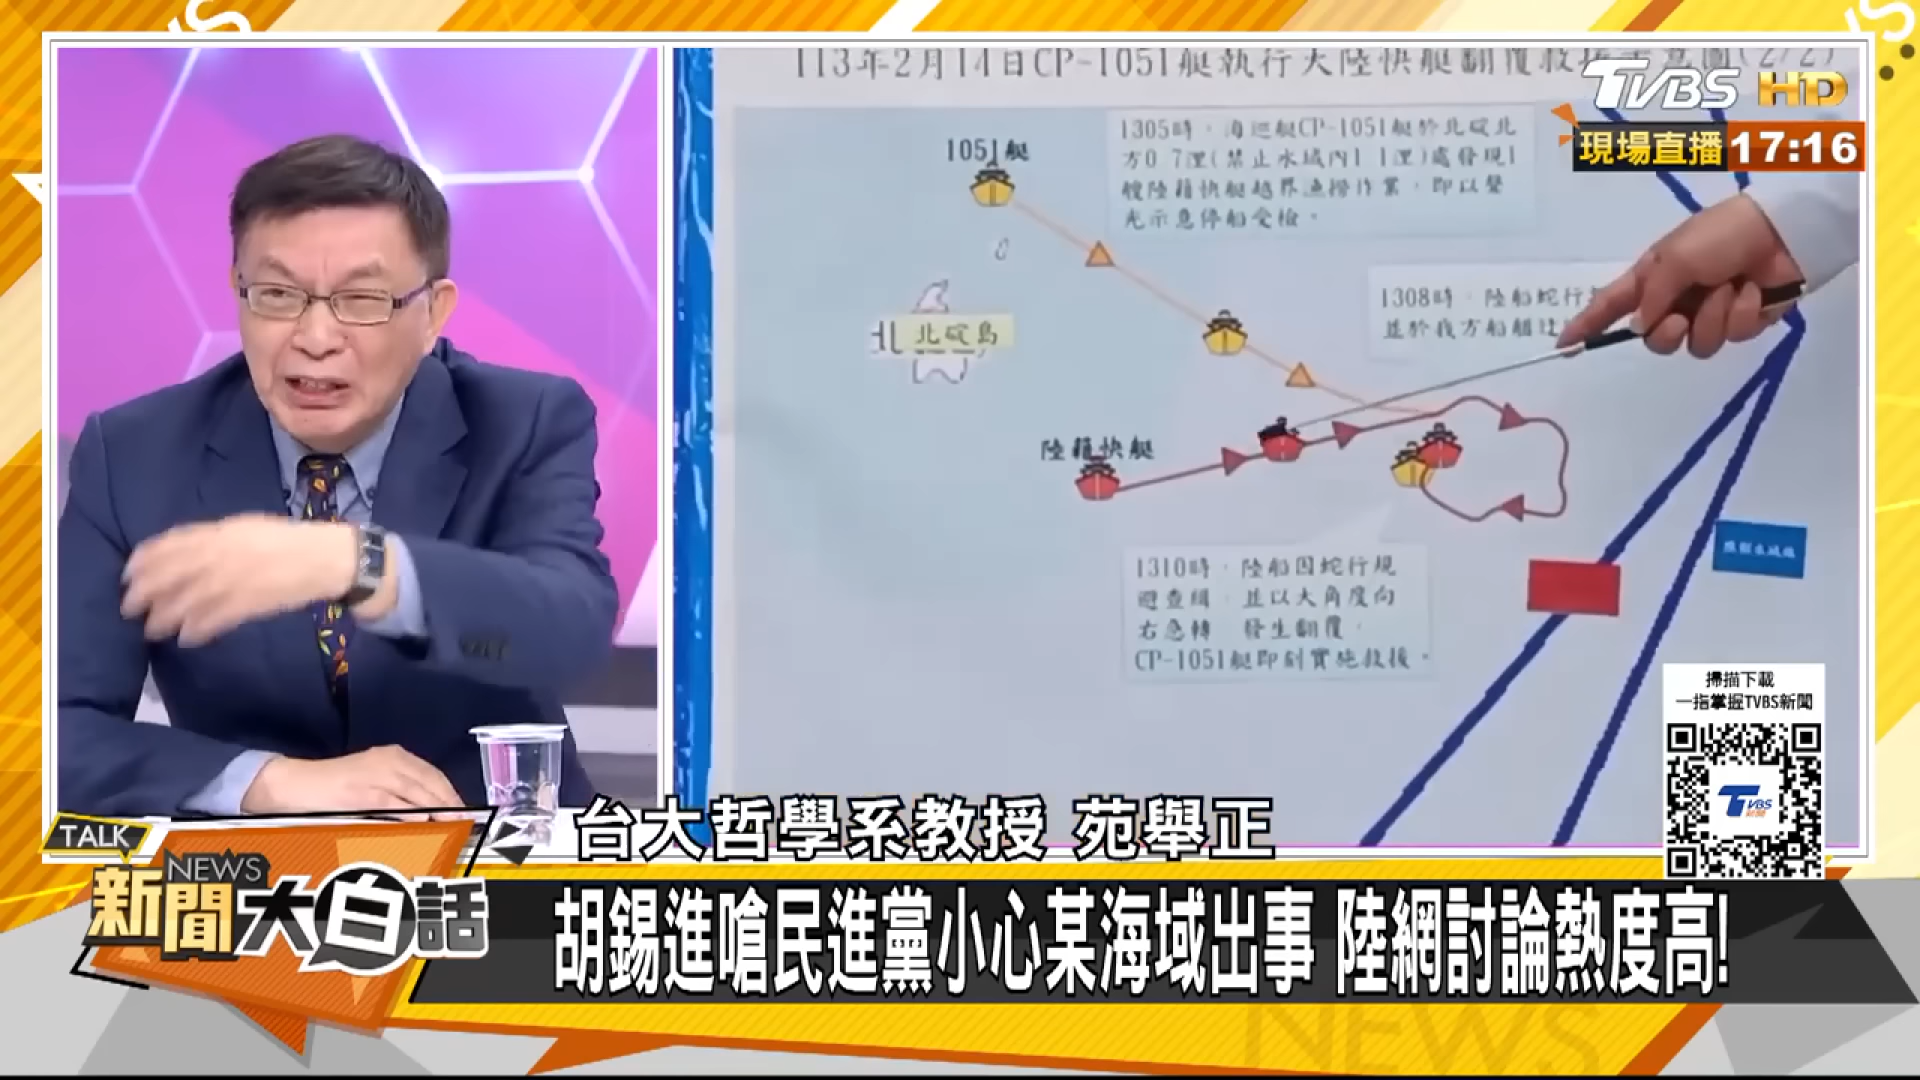 113年2月14日CP-1051艇執行大陸快艇翻覆救援示意圖(2/2)
TVBS HD
現場直播 17:16
1051艇
1305時，海巡艇CP-1051艇於北碇北
方0.7浬(禁止水域內1.1浬)處發現1
艘陸籍快艇越界漁撈作業，即以聲
光示意停船受檢。
1308時，陸船蛇行
並於我方船艏
北 北碇島
陸籍快艇
1310時，陸船因蛇行規
避查緝，並以大角度向
右急轉 發生翻覆，
CP-1051艇即刻實施救援。
限制水域線
掃描下載
一指掌握TVBS新聞
TVBS
新聞
台大哲學系教授 苑舉正
TALK
NEWS
新聞大白話
胡錫進嗆民進黨小心某海域出事 陸網討論熱度高!
NEWS